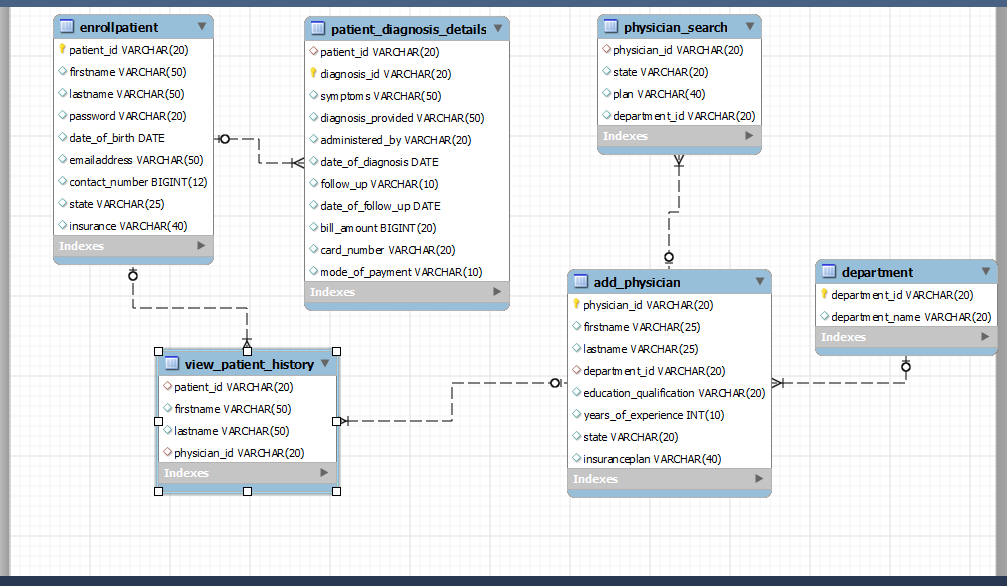 enrollpatient
patient_id VARCHAR(20)
firstname VARCHAR(50)
lastname VARCHAR(50)
password VARCHAR(20)
date_of_birth DATE
emailaddress VARCHAR(50)
contact_number BIGINT(12)
state VARCHAR(25)
insurance VARCHAR(40)
Indexes
patient_diagnosis_details
patient_id VARCHAR(20)
diagnosis_id VARCHAR(20)
symptoms VARCHAR(50)
diagnosis_provided VARCHAR(50)
administered_by VARCHAR(20)
date_of_diagnosis DATE
follow_up VARCHAR(10)
date_of_follow_up DATE
bill_amount BIGINT(20)
card_number VARCHAR(20)
mode_of_payment VARCHAR(10)
Indexes
physician_search
physician_id VARCHAR(20)
state VARCHAR(20)
plan VARCHAR(40)
department_id VARCHAR(20)
Indexes
view_patient_history
patient_id VARCHAR(20)
firstname VARCHAR(50)
lastname VARCHAR(50)
physician_id VARCHAR(20)
Indexes
add_physician
physician_id VARCHAR(20)
firstname VARCHAR(25)
lastname VARCHAR(25)
department_id VARCHAR(20)
education_qualification VARCHAR(20)
years_of_experience INT(10)
state VARCHAR(20)
insuranceplan VARCHAR(40)
Indexes
department
department_id VARCHAR(20)
department_name VARCHAR(20)
Indexes